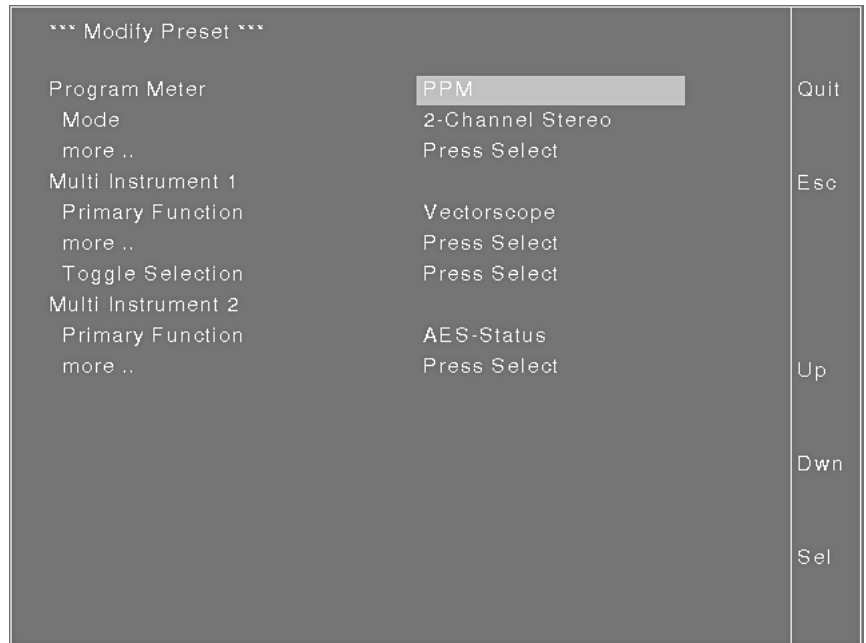 *** Modify Preset ***
Program Meter PPM Quit
Mode 2-Channel Stereo
more .. Press Select
Multi Instrument 1 Esc
Primary Function Vectorscope
more .. Press Select
Toggle Selection Press Select
Multi Instrument 2
Primary Function AES-Status
more .. Press Select Up
Dwn
Sel